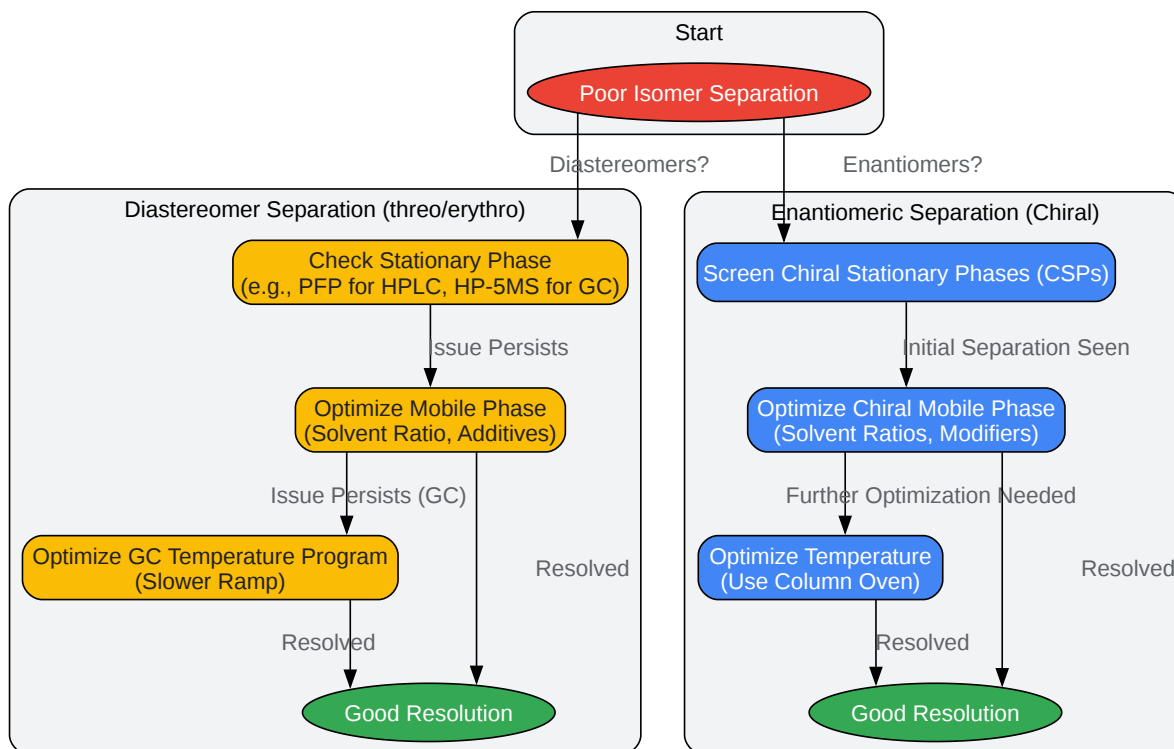 Start
Poor Isomer Separation
Diastereomers?
Enantiomers?
Diastereomer Separation (threo/erythro)
Check Stationary Phase
(e.g., PFP for HPLC, HP-5MS for GC)
Issue Persists
Optimize Mobile Phase
(Solvent Ratio, Additives)
Issue Persists (GC)
Optimize GC Temperature Program
(Slower Ramp)
Resolved
Resolved
Good Resolution
Enantiomeric Separation (Chiral)
Screen Chiral Stationary Phases (CSPs)
Initial Separation Seen
Optimize Chiral Mobile Phase
(Solvent Ratios, Modifiers)
Further Optimization Needed
Optimize Temperature
(Use Column Oven)
Resolved
Resolved
Good Resolution